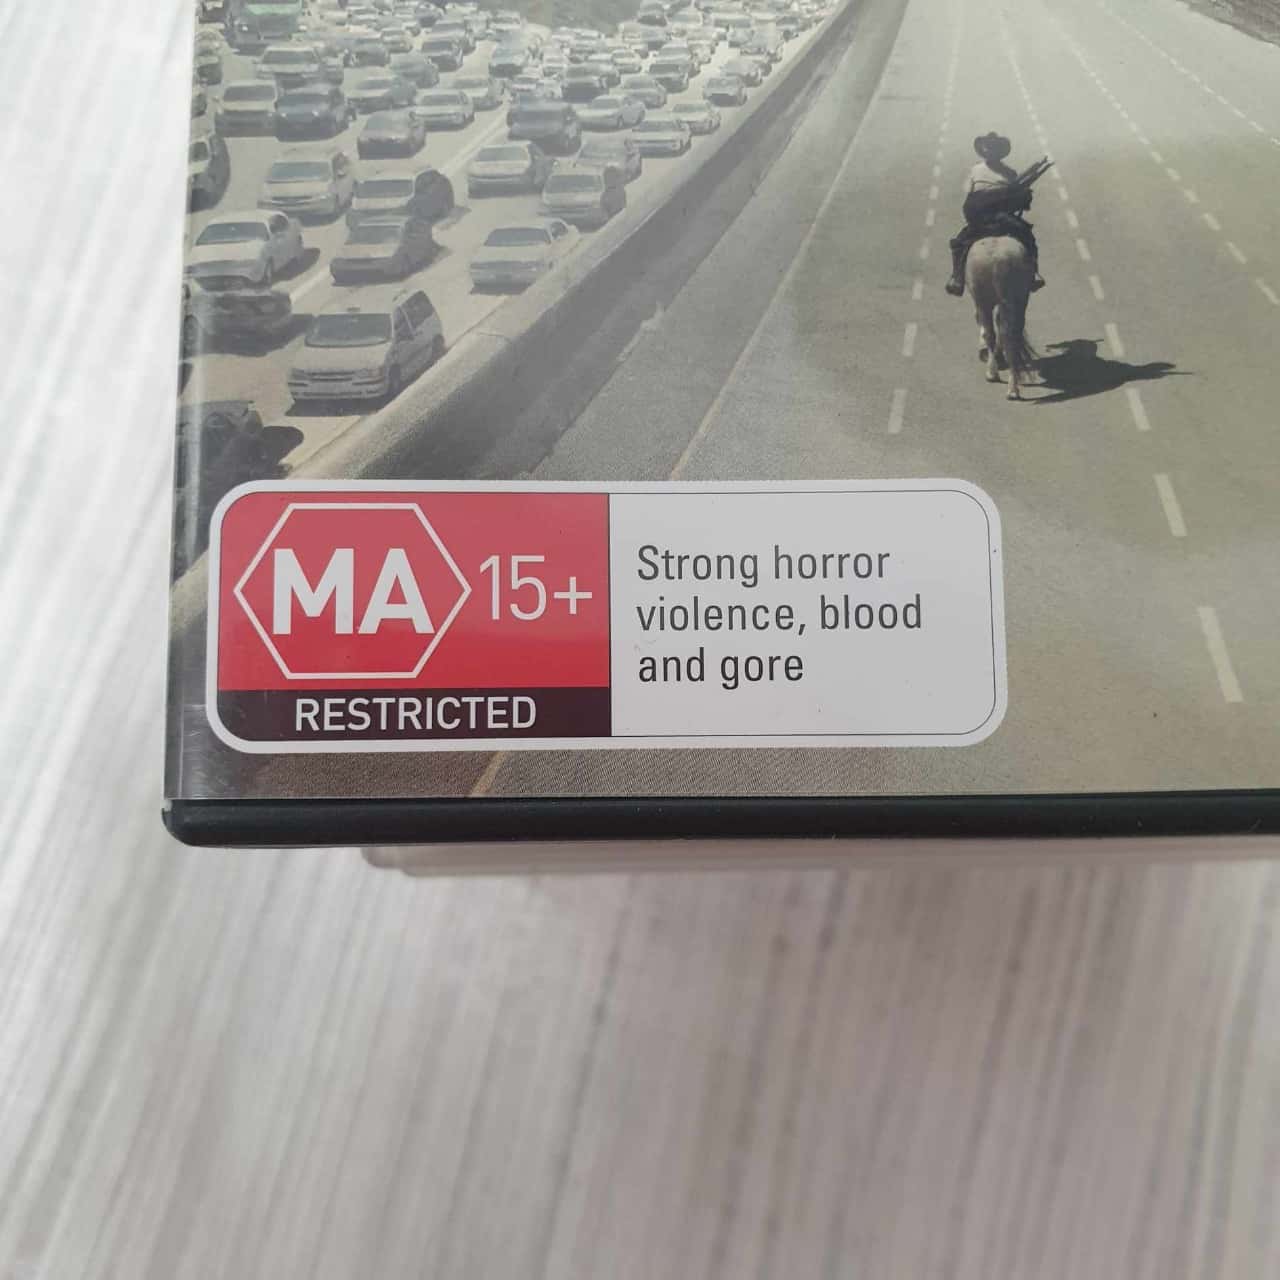 MA 15+
RESTRICTED
Strong horror
violence, blood
and gore